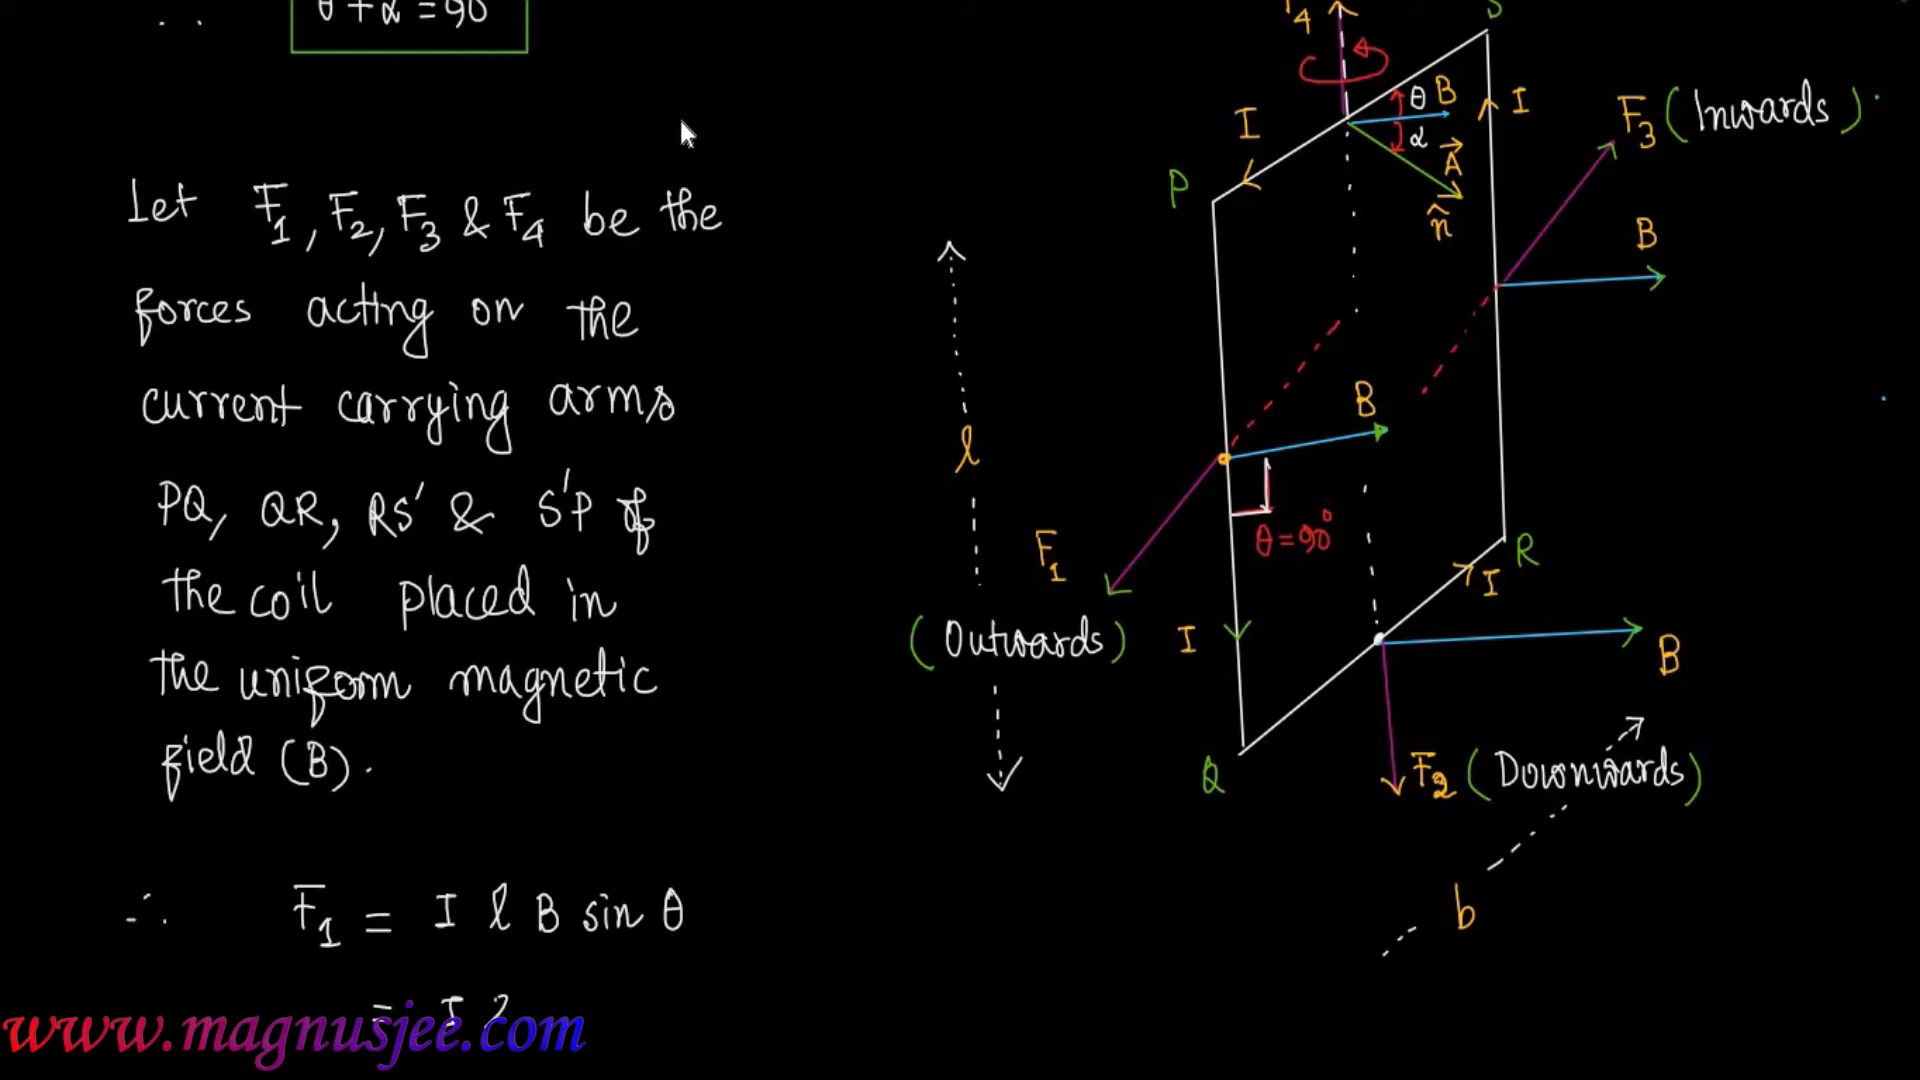 ∴ θ + α = 90
Let F1, F2, F3 & F4 be the
forces acting on the
current carrying arms
PQ, QR, RS' & S'P of
the coil placed in
the uniform magnetic
field (B).
∴ F1 = I l B sin θ
= I
www.magnusjee.com
F4
S
I
θ
B
I
F3 (Inwards)
α
A
P
n̂
B
B
l
θ = 90°
F1
R
I
(Outwards)
I
B
Q
F2 (Downwards)
b